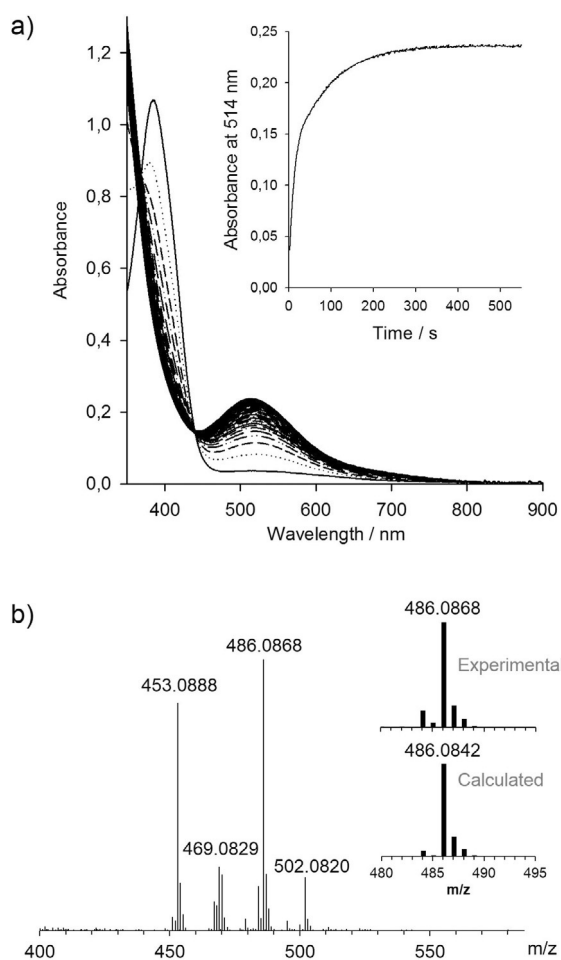 a)
1,2
1,0
0,8
0,6
0,4
0,2
0,0
Absorbance
400 500 600 700 800 900
Wavelength / nm
0,25
0,20
0,15
0,10
0,05
0,00
Absorbance at 514 nm
0 100 200 300 400 500
Time / s
b)
486.0868
453.0888
469.0829
502.0820
400 450 500 550 m/z
486.0868
Experimenta
486.0842
Calculated
480 485 490 495
m/z